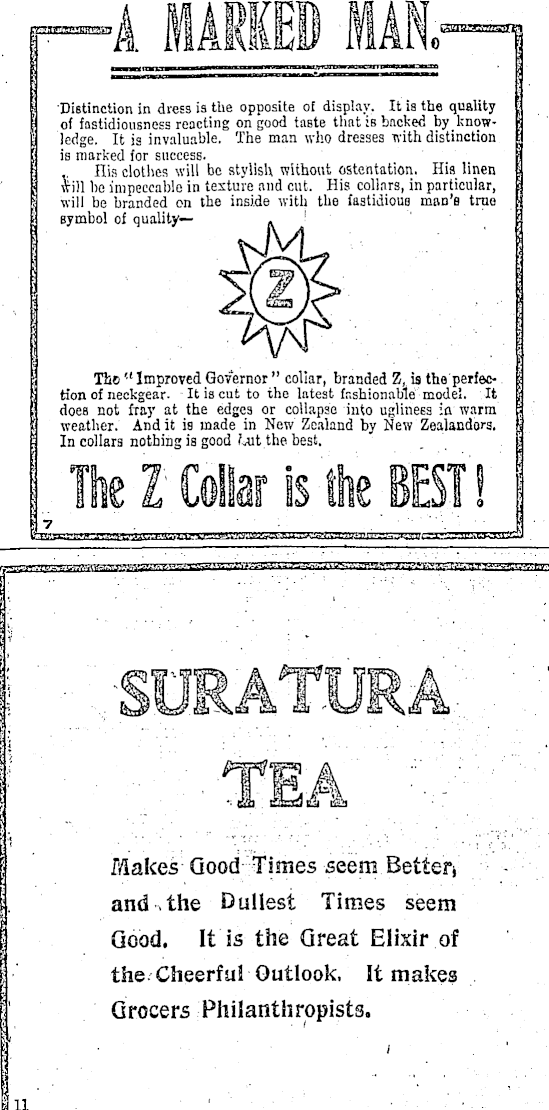 A MARKED MAN.
Distinction in dress is the opposite of display. It is the quality
of fastidiousness reacting on good taste that is backed by know-
ledge. It is invaluable. The man who dresses with distinction
is marked for success.
His clothes will be stylish without ostentation. His linen
will be impeccable in texture and cut. His collars, in particular,
will be branded on the inside with the fastidious man's true
symbol of quality—
Z
The "Improved Governor" collar, branded Z, is the perfec-
tion of neckgear. It is cut to the latest fashionable model. It
does not fray at the edges or collapse into ugliness in warm
weather. And it is made in New Zealand by New Zealanders.
In collars nothing is good but the best.
The Z Collar is the BEST!
7
SURATURA
TEA
Makes Good Times seem Better,
and the Dullest Times seem
Good. It is the Great Elixir of
the Cheerful Outlook. It makes
Grocers Philanthropists.
11